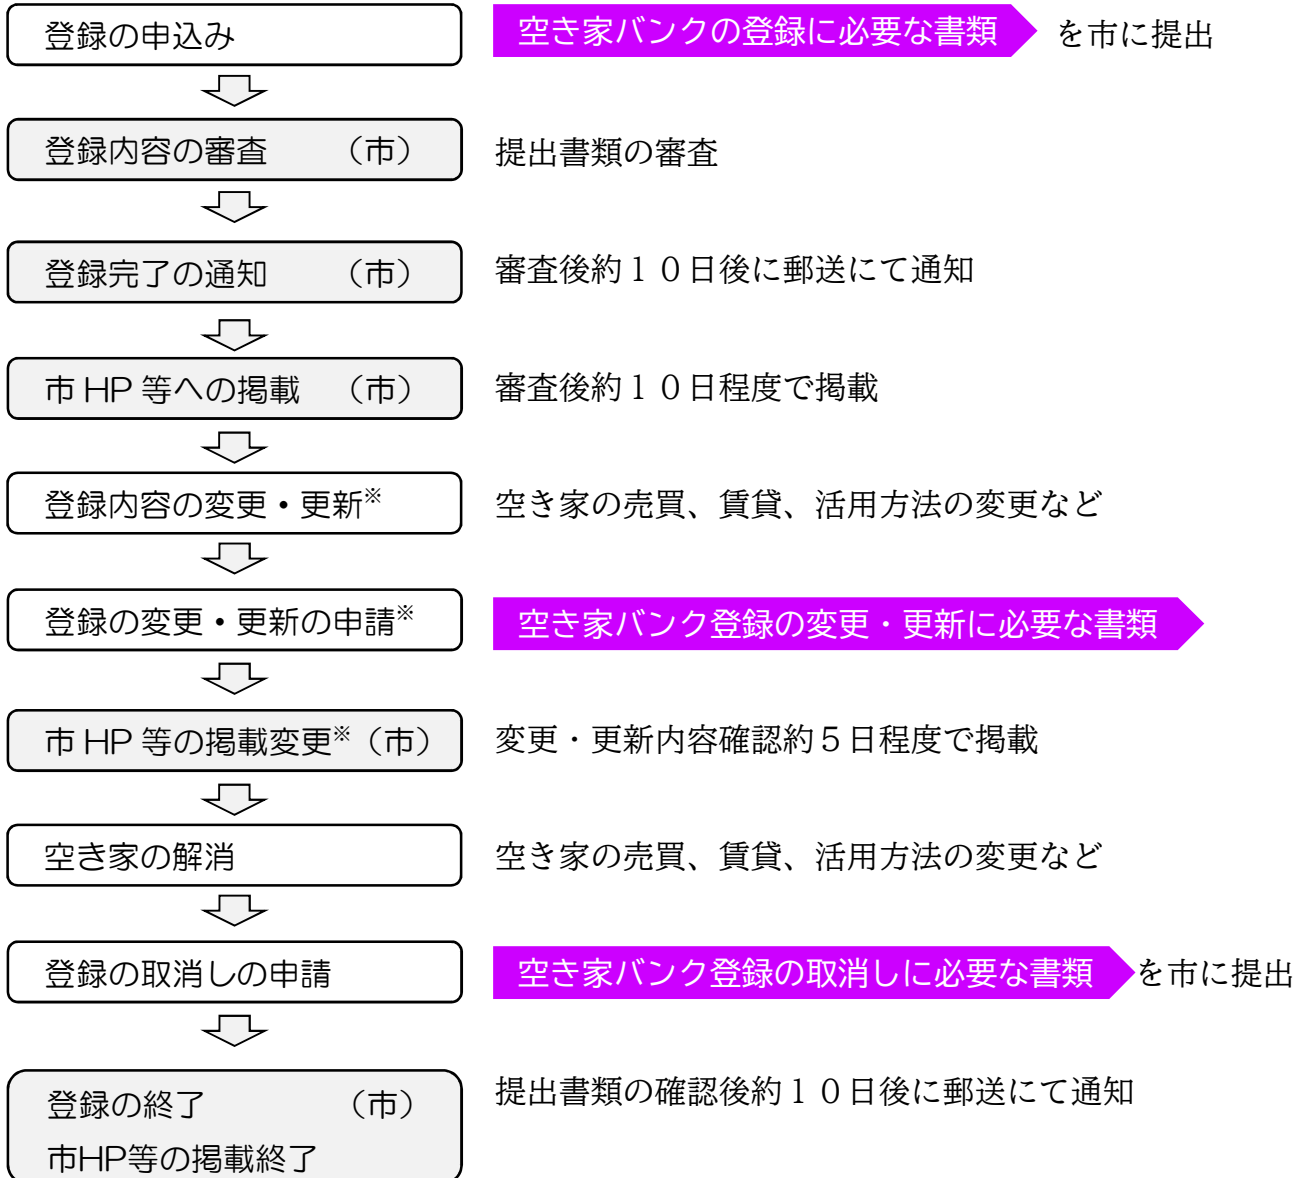 登録の申込み　空き家バンクの登録に必要な書類　を市に提出
登録内容の審査　（市）　提出書類の審査
登録完了の通知　（市）　審査後約１０日後に郵送にて通知
市 HP 等への掲載　（市）　審査後約１０日程度で掲載
登録内容の変更・更新※　空き家の売買、賃貸、活用方法の変更など
登録の変更・更新の申請※　空き家バンク登録の変更・更新に必要な書類
市 HP 等の掲載変更※（市）　変更・更新内容確認約５日程度で掲載
空き家の解消　空き家の売買、賃貸、活用方法の変更など
登録の取消しの申請　空き家バンク登録の取消しに必要な書類　を市に提出
登録の終了　（市）　提出書類の確認後約１０日後に郵送にて通知
市HP等の掲載終了